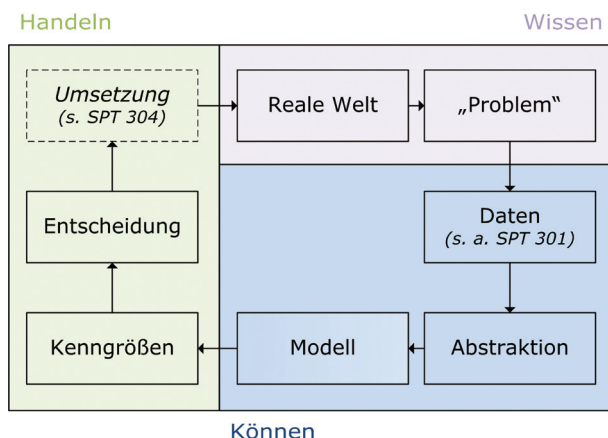 Handeln
Wissen
Umsetzung
(s. SPT 304)
Reale Welt
„Problem“
Entscheidung
Daten
(s. a. SPT 301)
Kenngrößen
Modell
Abstraktion
Können